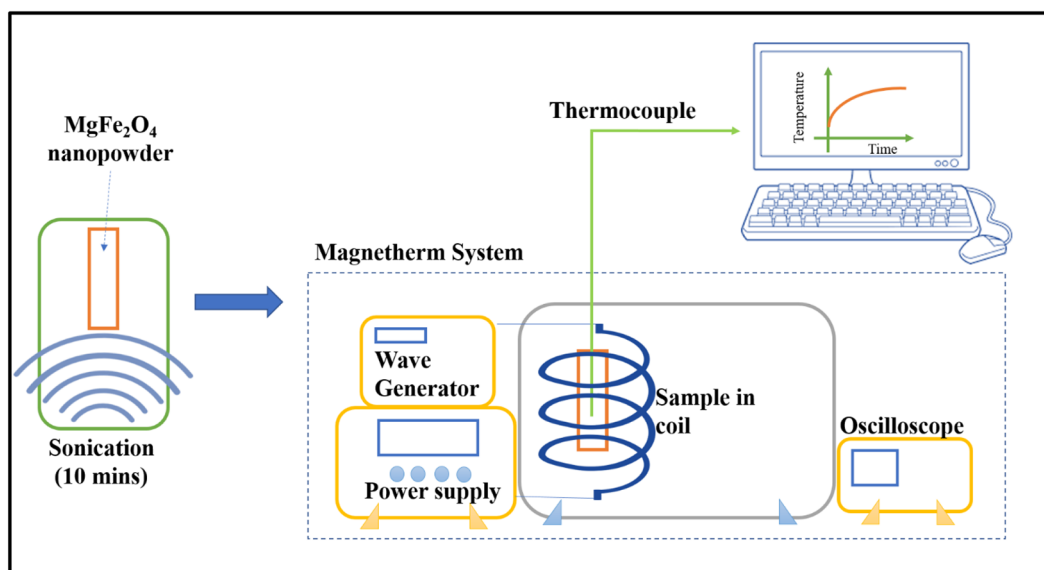 MgFe₂O₄
nanopowder
Sonication
(10 mins)
Thermocouple
Temperature
Time
Magnetherm System
Wave
Generator
Power supply
Sample in
coil
Oscilloscope